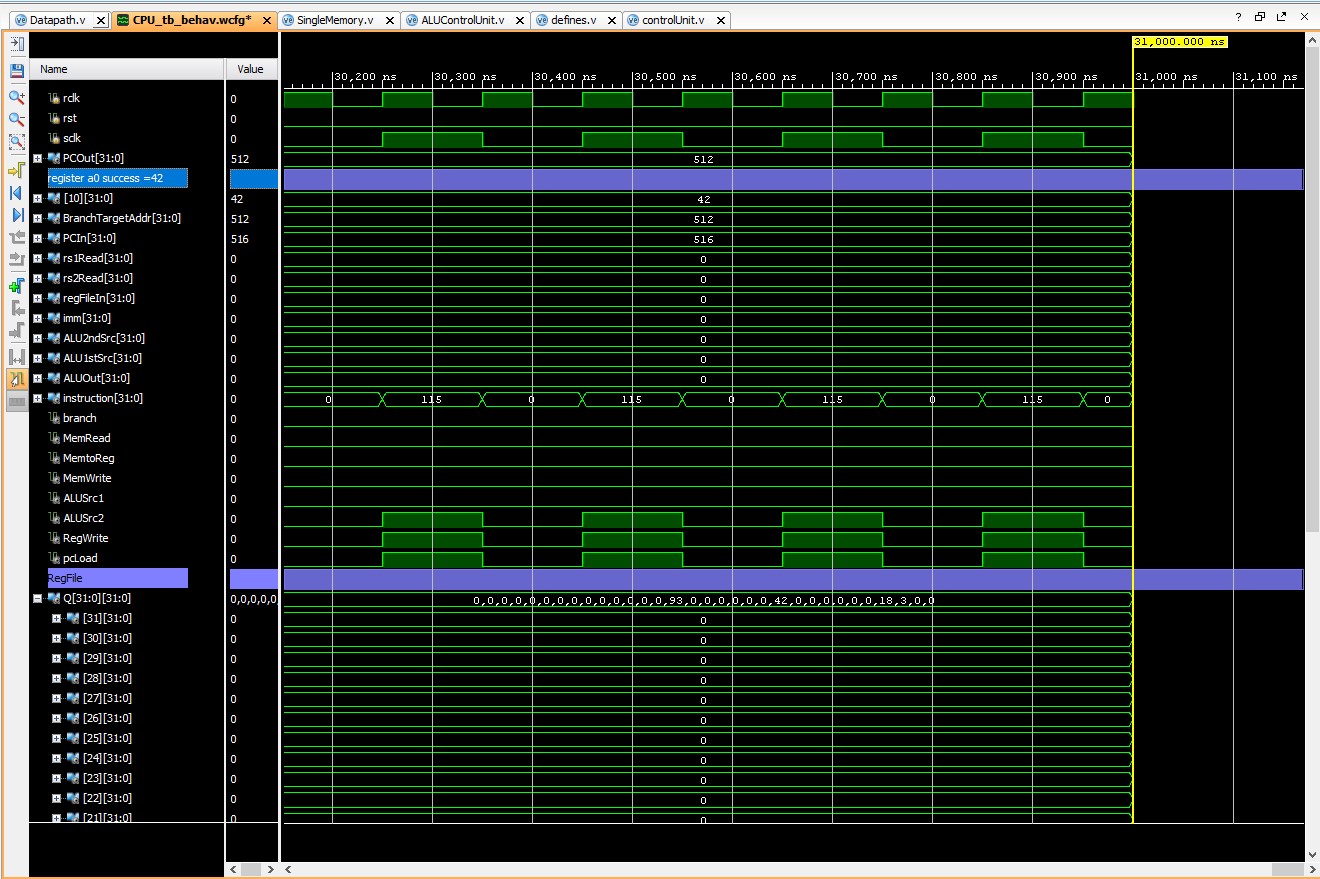 Datapath.v CPU_tb_behav.wcfg* SingleMemory.v ALUControlUnit.v defines.v controlUnit.v
31,000.000 ns
Name Value
30,200 ns 30,300 ns 30,400 ns 30,500 ns 30,600 ns 30,700 ns 30,800 ns 30,900 ns 31,000 ns 31,100 ns
rclk 0
rst 0
sclk 0
PCOut[31:0] 512 512
register a0 success =42
[10][31:0] 42 42
BranchTargetAddr[31:0] 512 512
PCIn[31:0] 516 516
rs1Read[31:0] 0 0
rs2Read[31:0] 0 0
regFileIn[31:0] 0 0
imm[31:0] 0 0
ALU2ndSrc[31:0] 0 0
ALU1stSrc[31:0] 0 0
ALUOut[31:0] 0 0
instruction[31:0] 0 0 115 0 115 0 115 0 115 0
branch 0
MemRead 0
MemtoReg 0
MemWrite 0
ALUSrc1 0
ALUSrc2 0
RegWrite 0
pcLoad 0
RegFile
Q[31:0][31:0] 0,0,0,0,0, 0,0,0,0,0,0,0,0,0,0,0,0,0,0,93,0,0,0,0,0,0,42,0,0,0,0,0,0,18,3,0,0
[31][31:0] 0 0
[30][31:0] 0 0
[29][31:0] 0 0
[28][31:0] 0 0
[27][31:0] 0 0
[26][31:0] 0 0
[25][31:0] 0 0
[24][31:0] 0 0
[23][31:0] 0 0
[22][31:0] 0 0
[21][31:0] 0 0